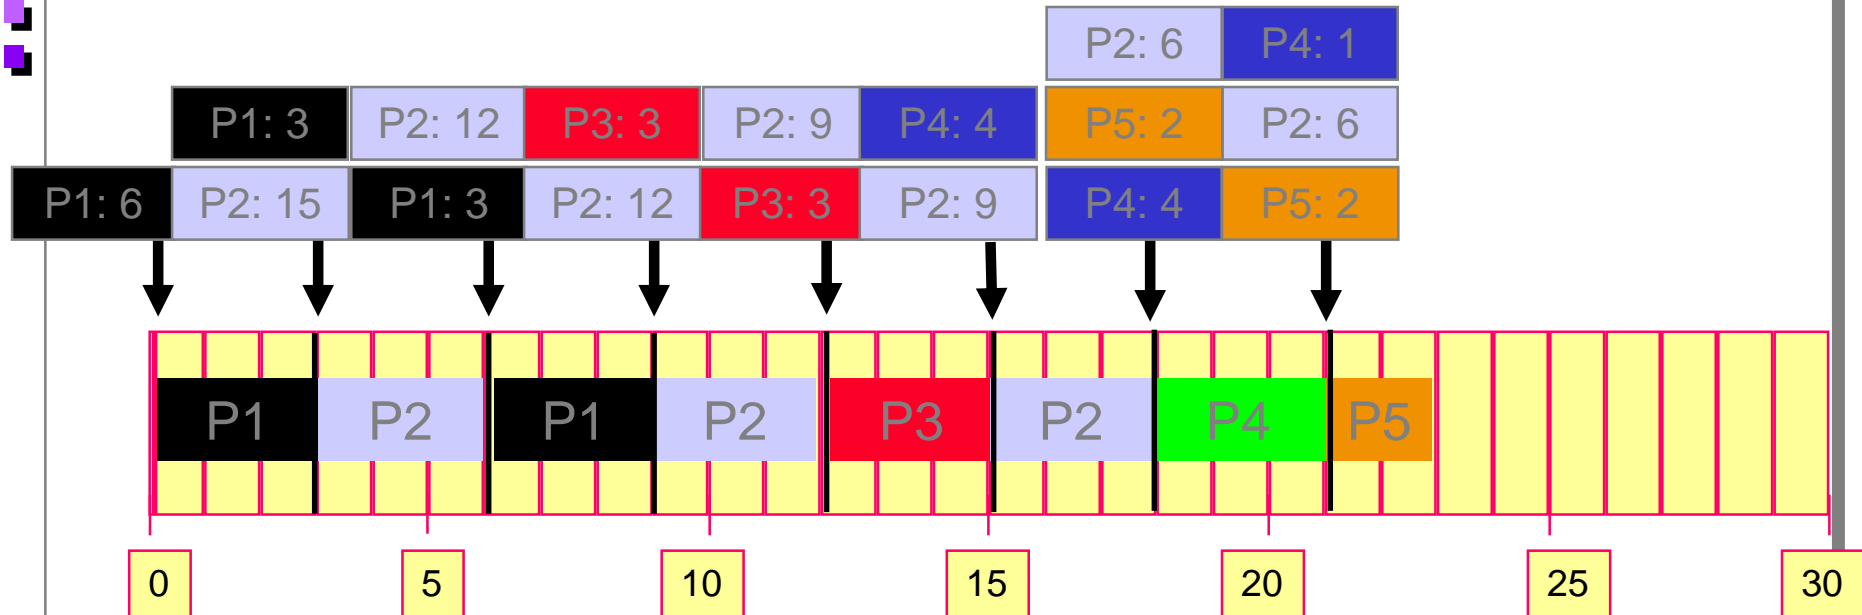 P2: 6 P4: 1
P1: 3 P2: 12 P3: 3 P2: 9 P4: 4 P5: 2 P2: 6
P1: 6 P2: 15 P1: 3 P2: 12 P3: 3 P2: 9 P4: 4 P5: 2
P1 P2 P1 P2 P3 P2 P4 P5
0 5 10 15 20 25 30